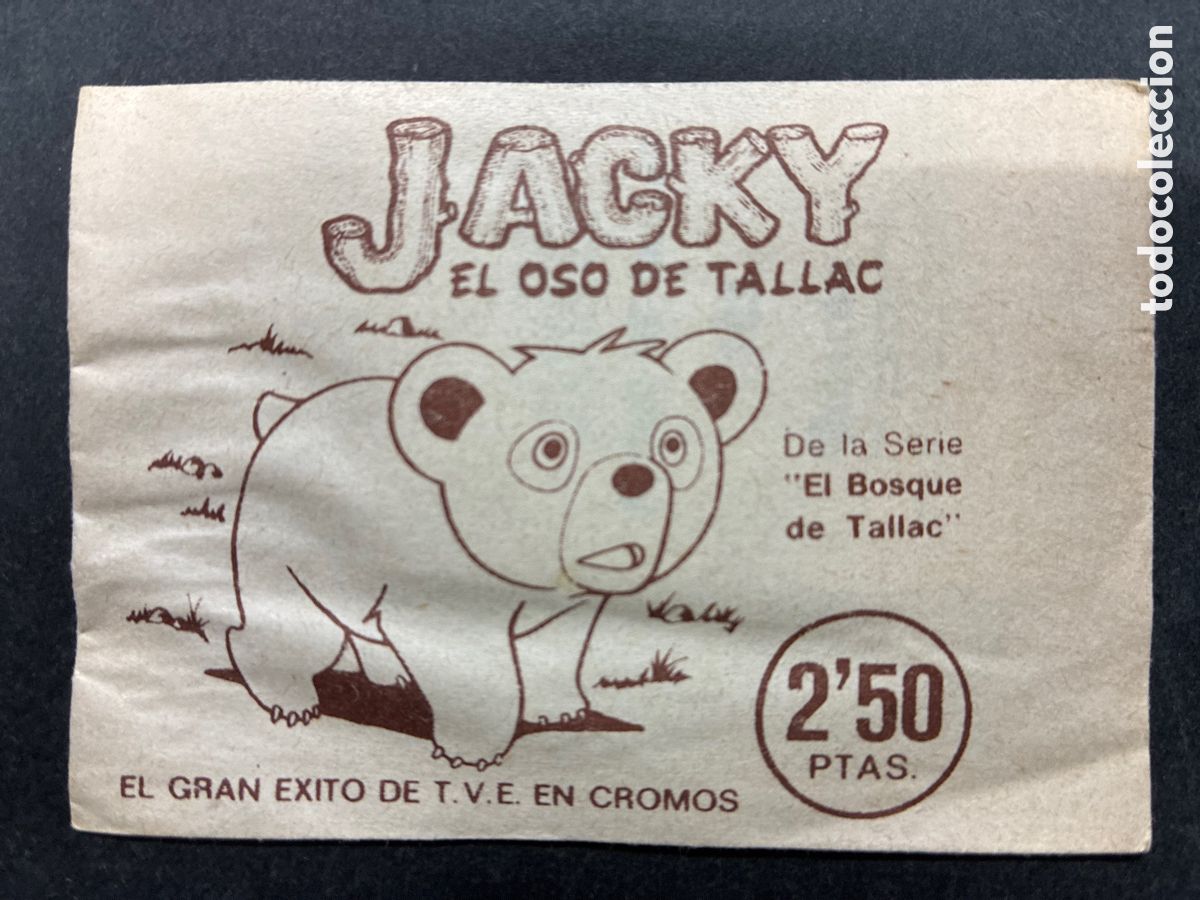 JACKY
EL OSO DE TALLAC
De la Serie
"El Bosque
de Tallac"
2'50
PTAS.
EL GRAN EXITO DE T.V.E. EN CROMOS
todocoleccion